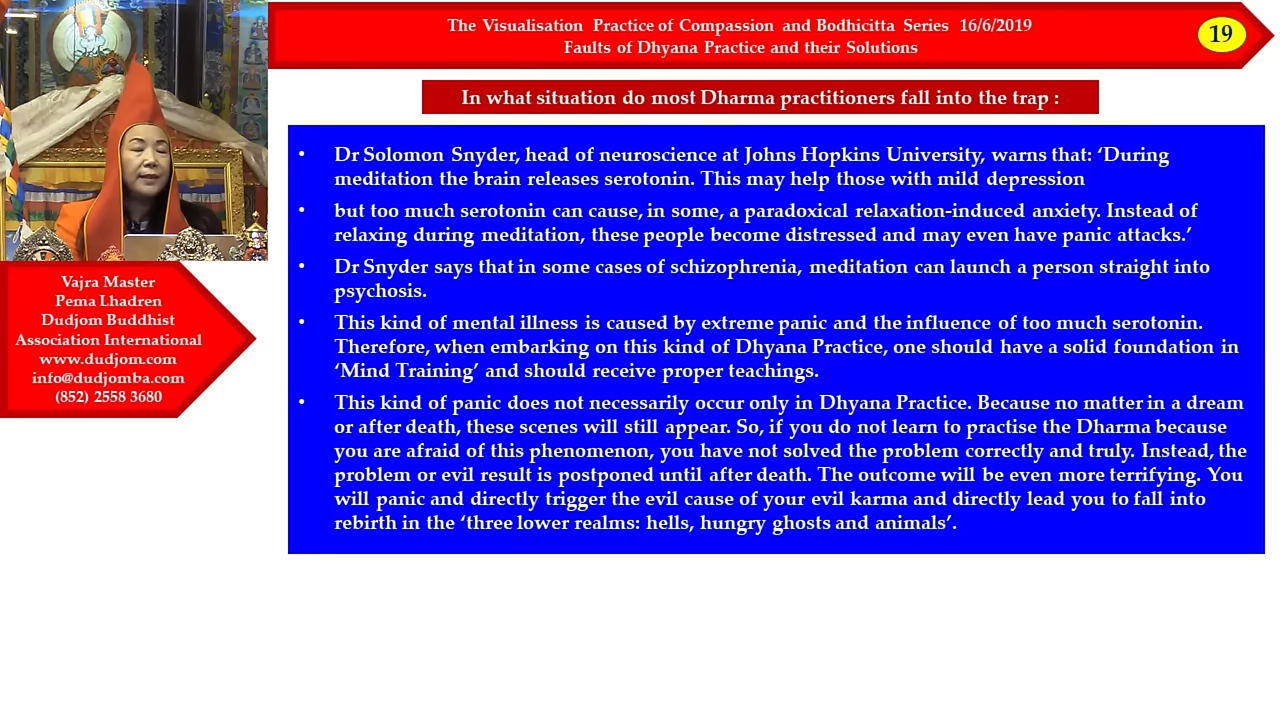 The Visualisation Practice of Compassion and Bodhicitta Series 16/6/2019
Faults of Dhyana Practice and their Solutions
19
In what situation do most Dharma practitioners fall into the trap :
• Dr Solomon Snyder, head of neuroscience at Johns Hopkins University, warns that: ‘During
meditation the brain releases serotonin. This may help those with mild depression
• but too much serotonin can cause, in some, a paradoxical relaxation-induced anxiety. Instead of
relaxing during meditation, these people become distressed and may even have panic attacks.’
• Dr Snyder says that in some cases of schizophrenia, meditation can launch a person straight into
psychosis.
• This kind of mental illness is caused by extreme panic and the influence of too much serotonin.
Therefore, when embarking on this kind of Dhyana Practice, one should have a solid foundation in
‘Mind Training’ and should receive proper teachings.
• This kind of panic does not necessarily occur only in Dhyana Practice. Because no matter in a dream
or after death, these scenes will still appear. So, if you do not learn to practise the Dharma because
you are afraid of this phenomenon, you have not solved the problem correctly and truly. Instead, the
problem or evil result is postponed until after death. The outcome will be even more terrifying. You
will panic and directly trigger the evil cause of your evil karma and directly lead you to fall into
rebirth in the ‘three lower realms: hells, hungry ghosts and animals’.
Vajra Master
Pema Lhadren
Dudjom Buddhist
Association International
www.dudjom.com
info@dudjomba.com
(852) 2558 3680